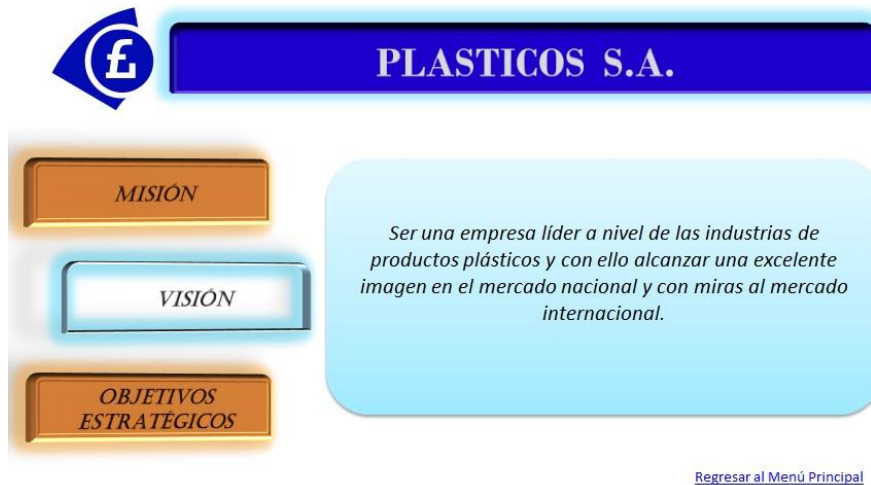 £
PLASTICOS S.A.
MISIÓN
VISIÓN
OBJETIVOS
ESTRATÉGICOS
Ser una empresa líder a nivel de las industrias de
productos plásticos y con ello alcanzar una excelente
imagen en el mercado nacional y con miras al mercado
internacional.
Regresar al Menú Principal